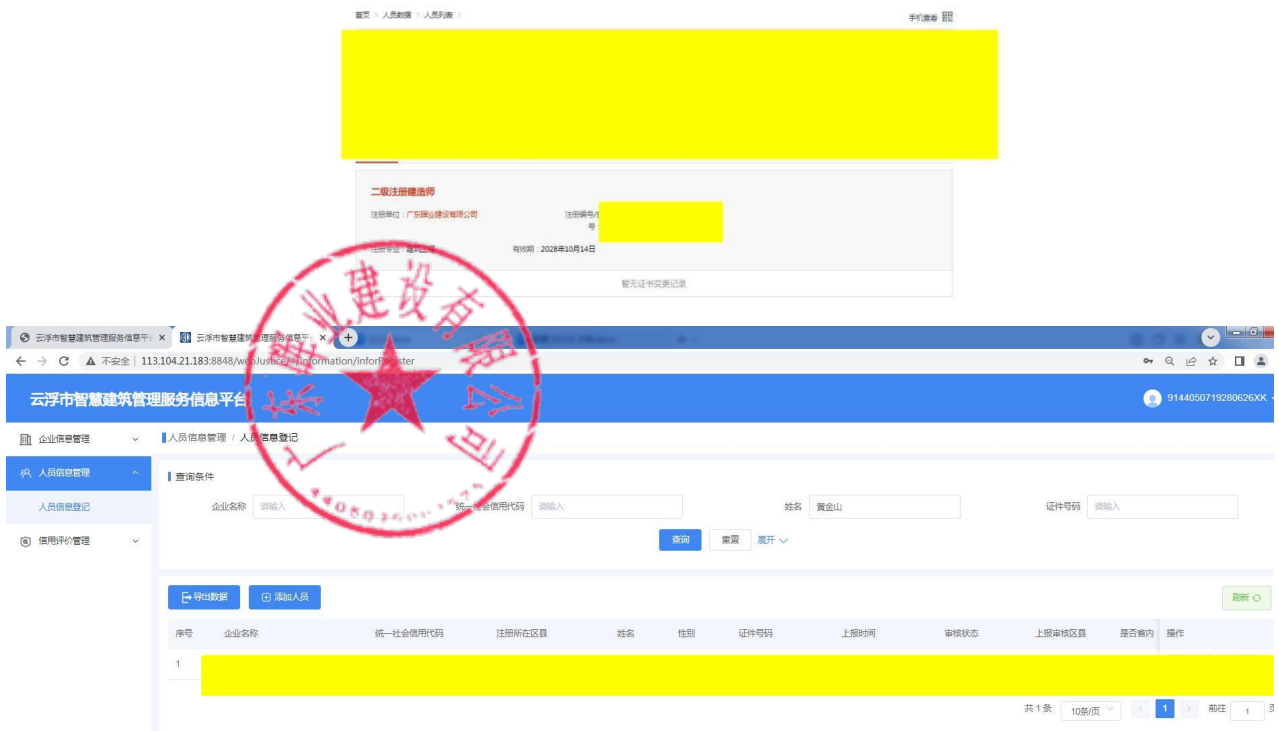 首页 > 人员数据 > 人员列表 >
手机查看
二级注册建造师
注册单位：广东骥业建设有限公司
注册编号/
号
注册专业：建筑工程
有效期：2028年10月14日
暂无证书变更记录
云浮市智慧建筑管理服务信息平台
云浮市智慧建筑管理服务信息平台
不安全 113.104.21.183:8848/webJustice/#/information/inforRegister
云浮市智慧建筑管理服务信息平台
9144050719280626XK
企业信息管理
人员信息管理 / 人员信息登记
人员信息管理
查询条件
人员信息登记
企业名称 请输入 统一社会信用代码 请输入 姓名 黄金山 证件号码 请输入
信用评价管理
查询 重置 展开
导出数据 添加人员 刷新
序号 企业名称 统一社会信用代码 注册所在区县 姓名 性别 证件号码 上报时间 审核状态 上报审核区县 是否省内 操作
1
共 1 条 10条/页 1 前往 1 页